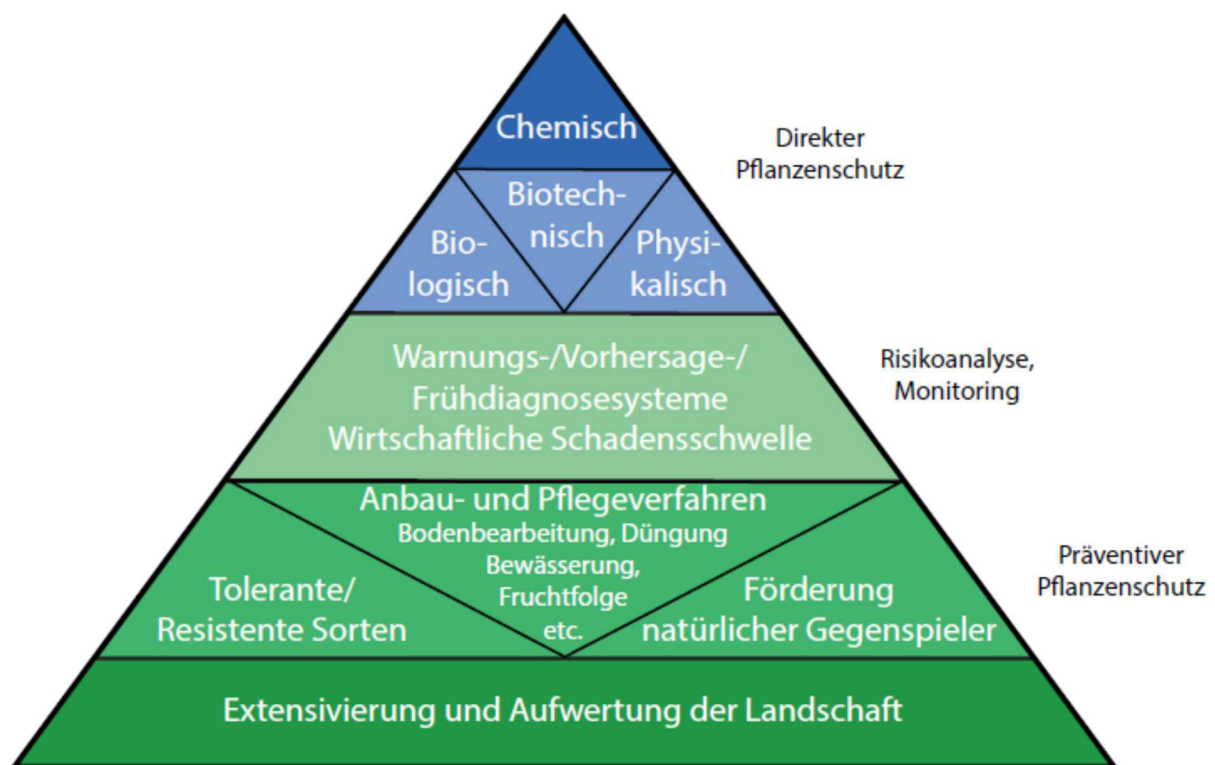 Chemisch
Direkter
Pflanzenschutz
Biotech-
nisch
Bio-
logisch
Physi-
kalisch
Warnungs-/Vorhersage-/
Frühdiagnosesysteme
Wirtschaftliche Schadensschwelle
Risikoanalyse,
Monitoring
Anbau- und Pflegeverfahren
Bodenbearbeitung, Düngung
Bewässerung,
Fruchtfolge
etc.
Tolerante/
Resistente Sorten
Förderung
natürlicher Gegenspieler
Präventiver
Pflanzenschutz
Extensivierung und Aufwertung der Landschaft